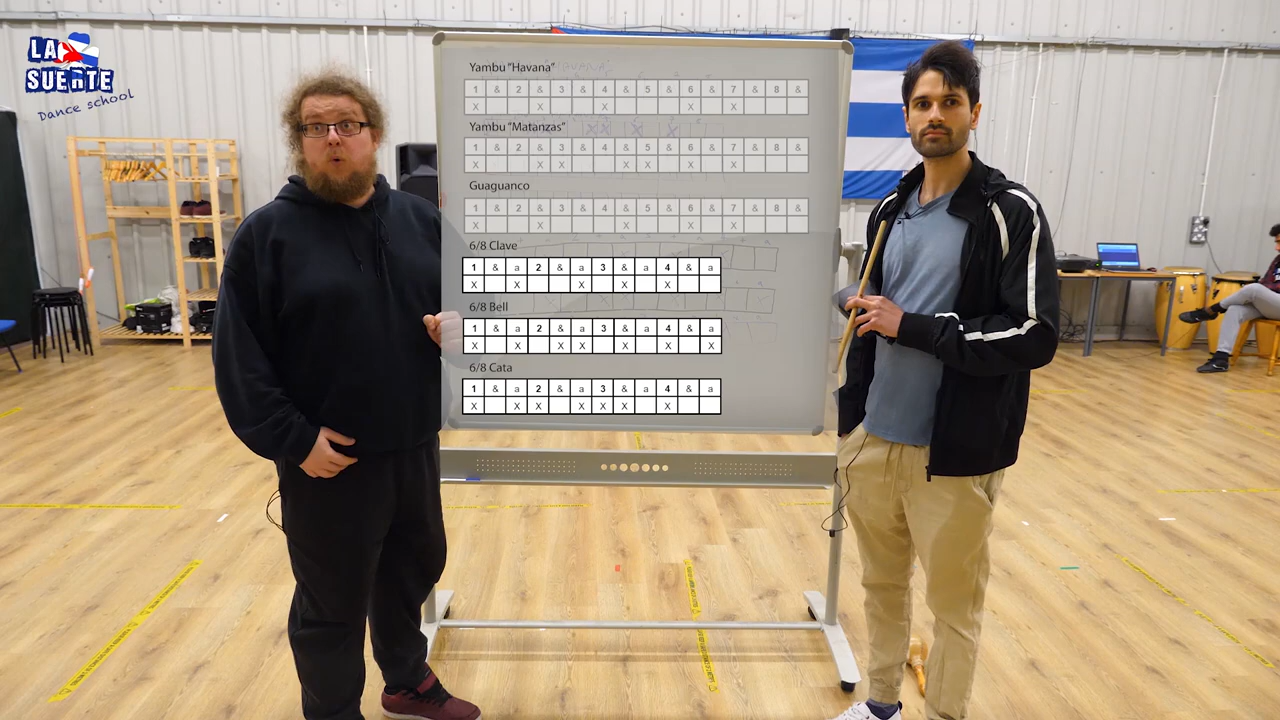 LA
SUERTE
Dance school
Yambu "Havana"
1 & 2 & 3 & 4 & 5 & 6 & 7 & 8 &
X X X X X
Yambu "Matanzas"
1 & 2 & 3 & 4 & 5 & 6 & 7 & 8 &
X X X X X X X
Guaguanco
1 & 2 & 3 & 4 & 5 & 6 & 7 & 8 &
X X X X X
6/8 Clave
1 & a 2 & a 3 & a 4 & a
X X X X X
6/8 Bell
1 & a 2 & a 3 & a 4 & a
X X X X X X X
6/8 Cata
1 & a 2 & a 3 & a 4 & a
X X X X X X X